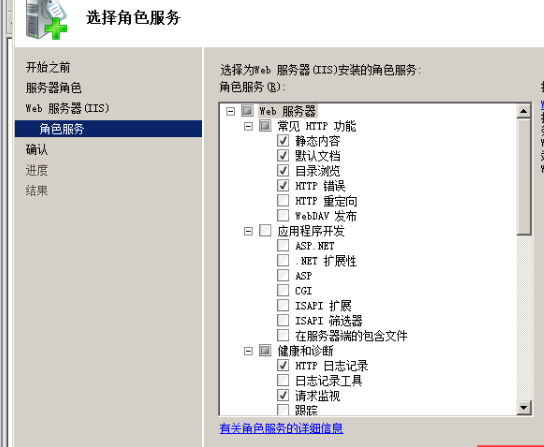 选择角色服务
开始之前
服务器角色
Web 服务器(IIS)
角色服务
确认
进度
结果
选择为Web 服务器(IIS)安装的角色服务:
角色服务(R):
Web 服务器
常见 HTTP 功能
静态内容
默认文档
目录浏览
HTTP 错误
HTTP 重定向
WebDAV 发布
应用程序开发
ASP.NET
.NET 扩展性
ASP
CGI
ISAPI 扩展
ISAPI 筛选器
在服务器端的包含文件
健康和诊断
HTTP 日志记录
日志记录工具
请求监视
跟踪
有关角色服务的详细信息